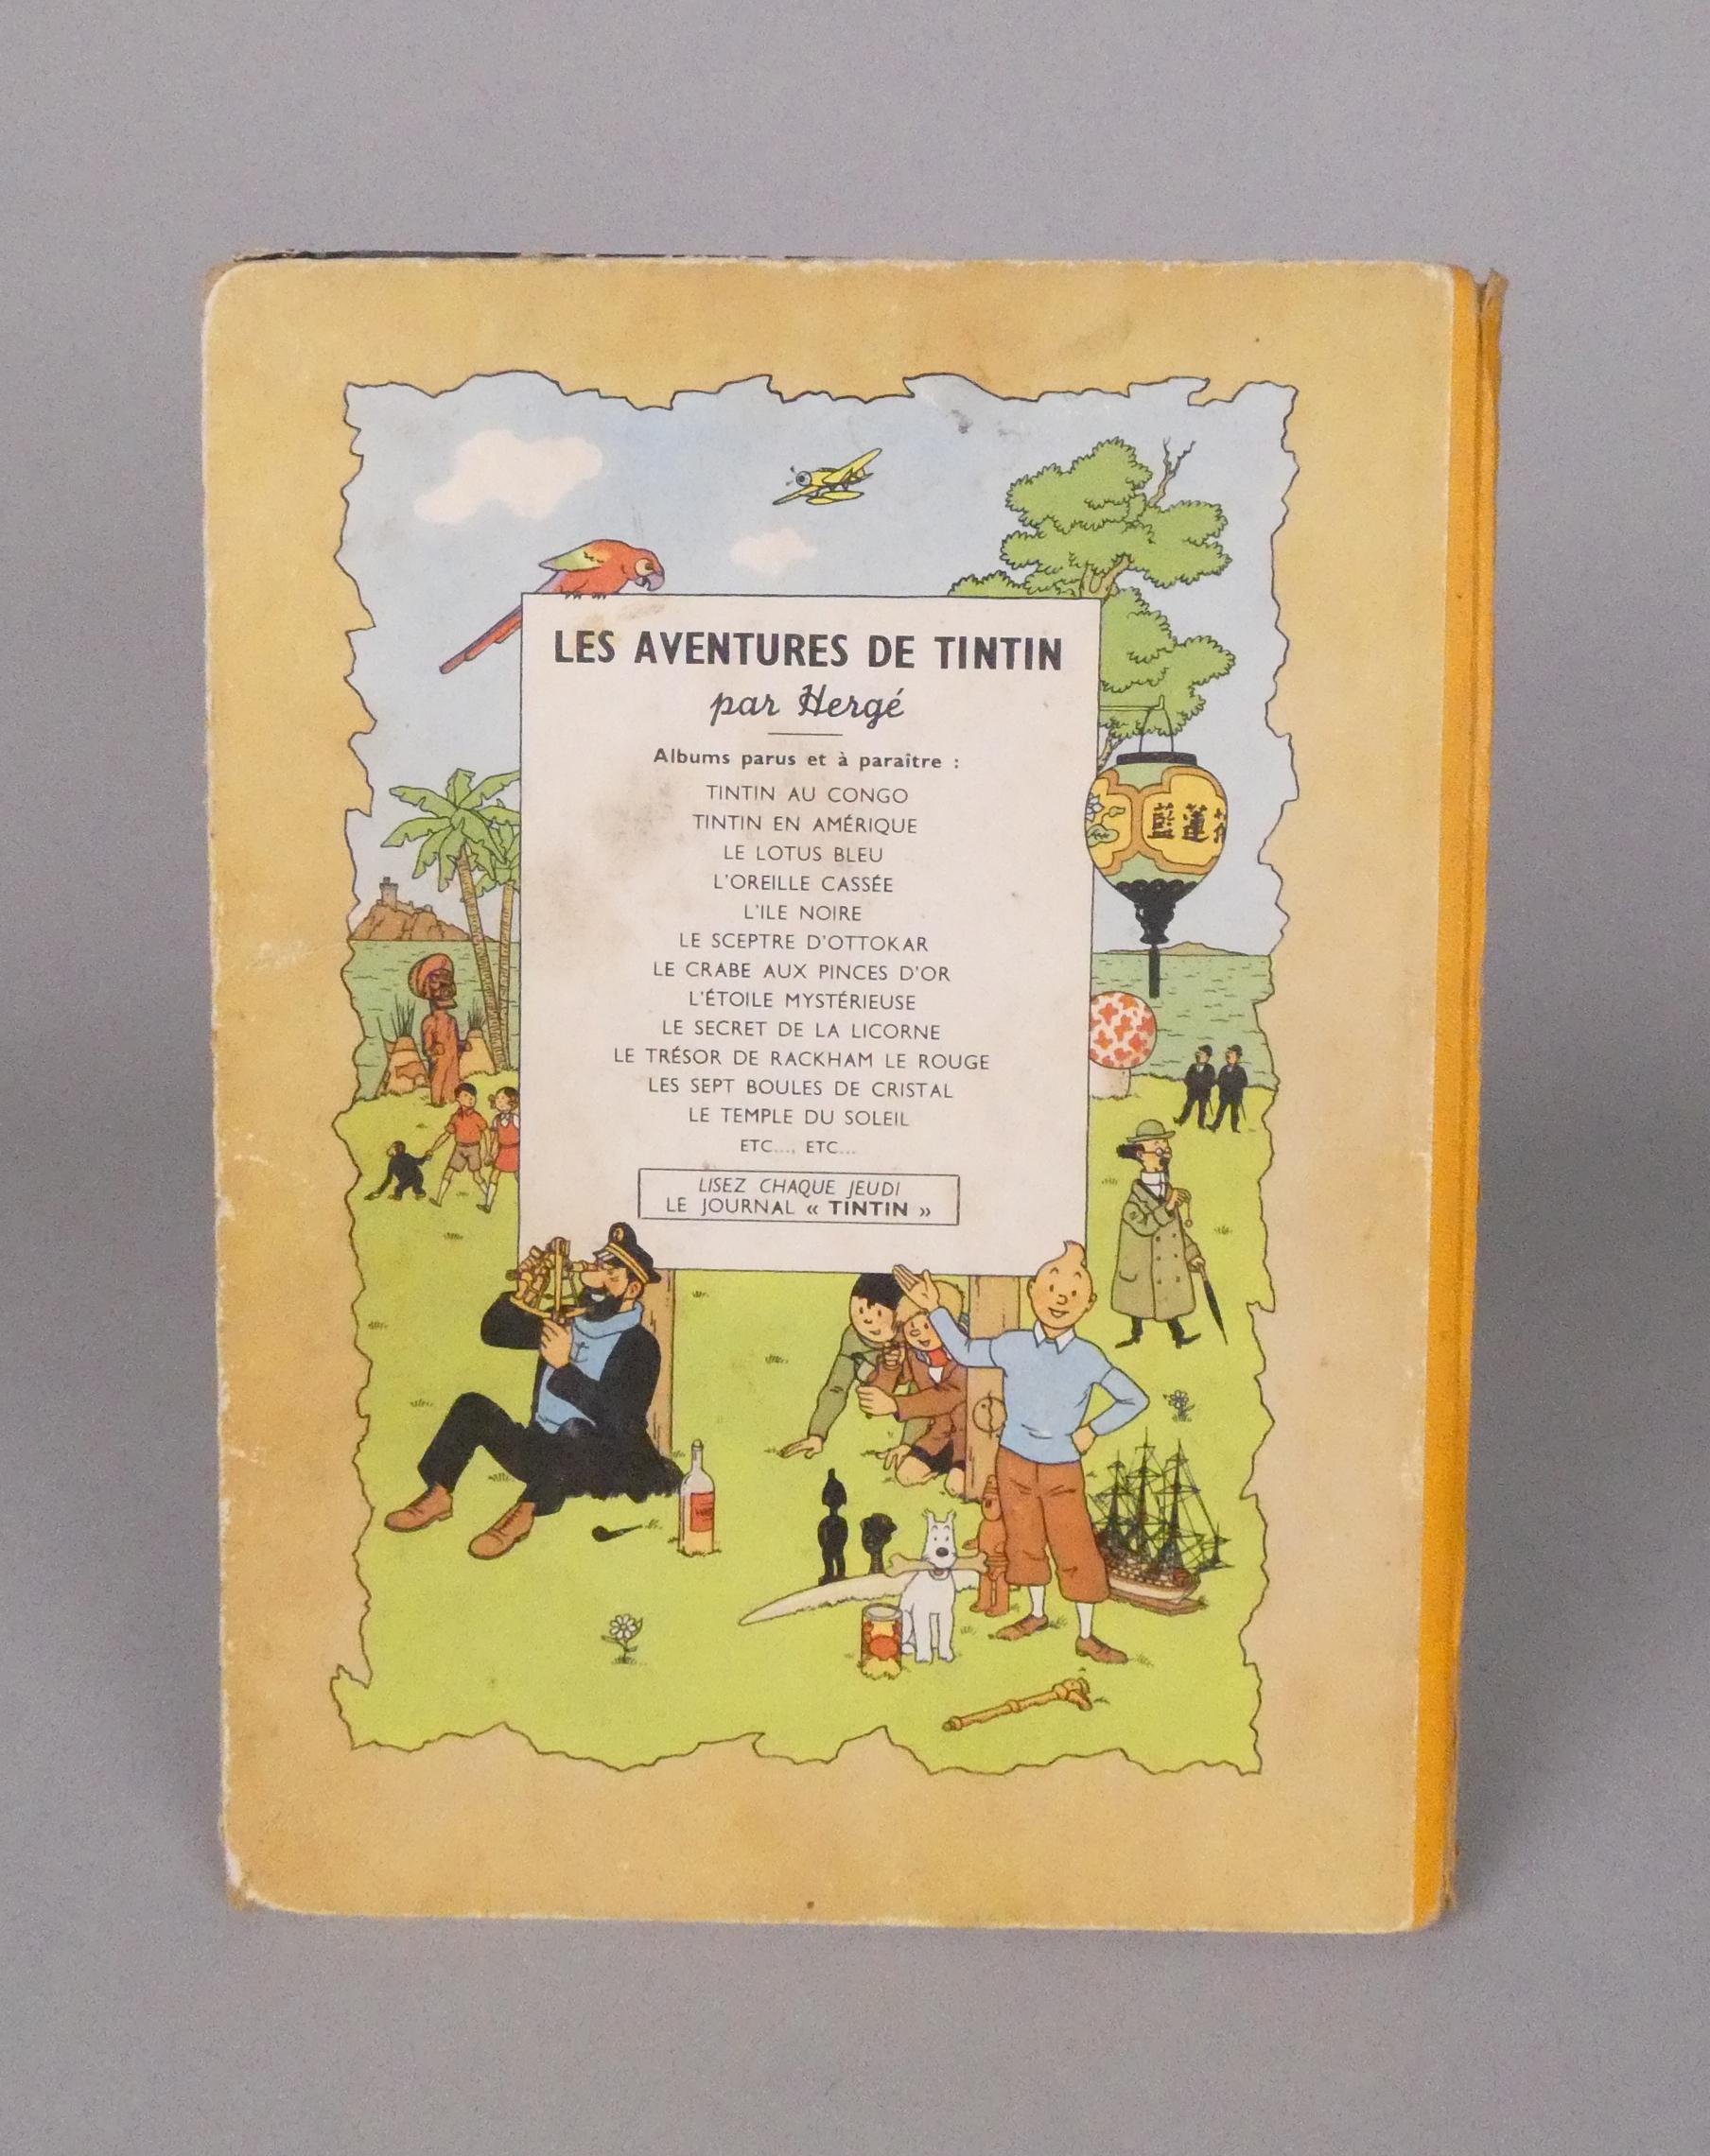 LES AVENTURES DE TINTIN
par Hergé
Albums parus et à paraître :
TINTIN AU CONGO
TINTIN EN AMÉRIQUE
LE LOTUS BLEU
L'OREILLE CASSÉE
L'ILE NOIRE
LE SCEPTRE D'OTTOKAR
LE CRABE AUX PINCES D'OR
L'ÉTOILE MYSTÉRIEUSE
LE SECRET DE LA LICORNE
LE TRÉSOR DE RACKHAM LE ROUGE
LES SEPT BOULES DE CRISTAL
LE TEMPLE DU SOLEIL
ETC..., ETC...
LISEZ CHAQUE JEUDI
LE JOURNAL « TINTIN »